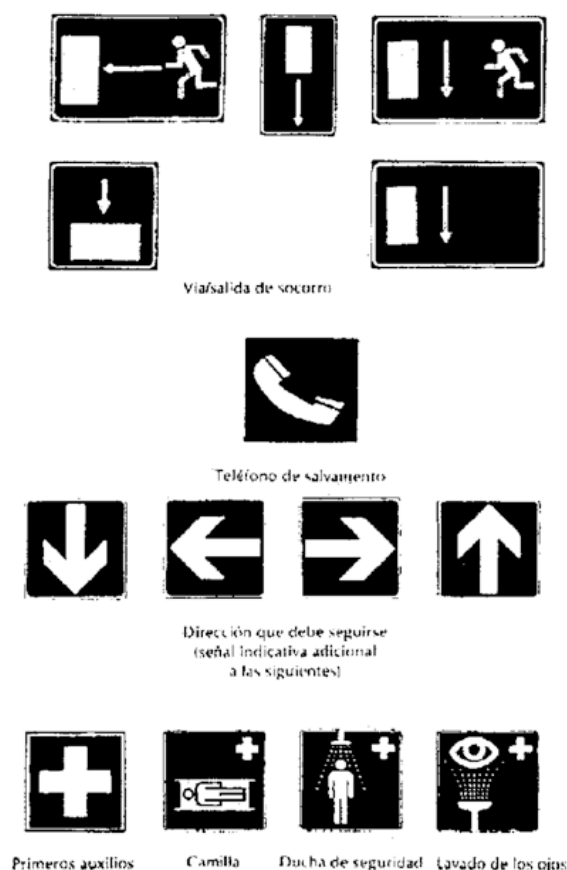 Vía/salida de socorro
Teléfono de salvamento
Dirección que debe seguirse
(señal indicativa adicional
a las siguientes)
Primeros auxilios
Camilla
Ducha de seguridad
Lavado de los ojos